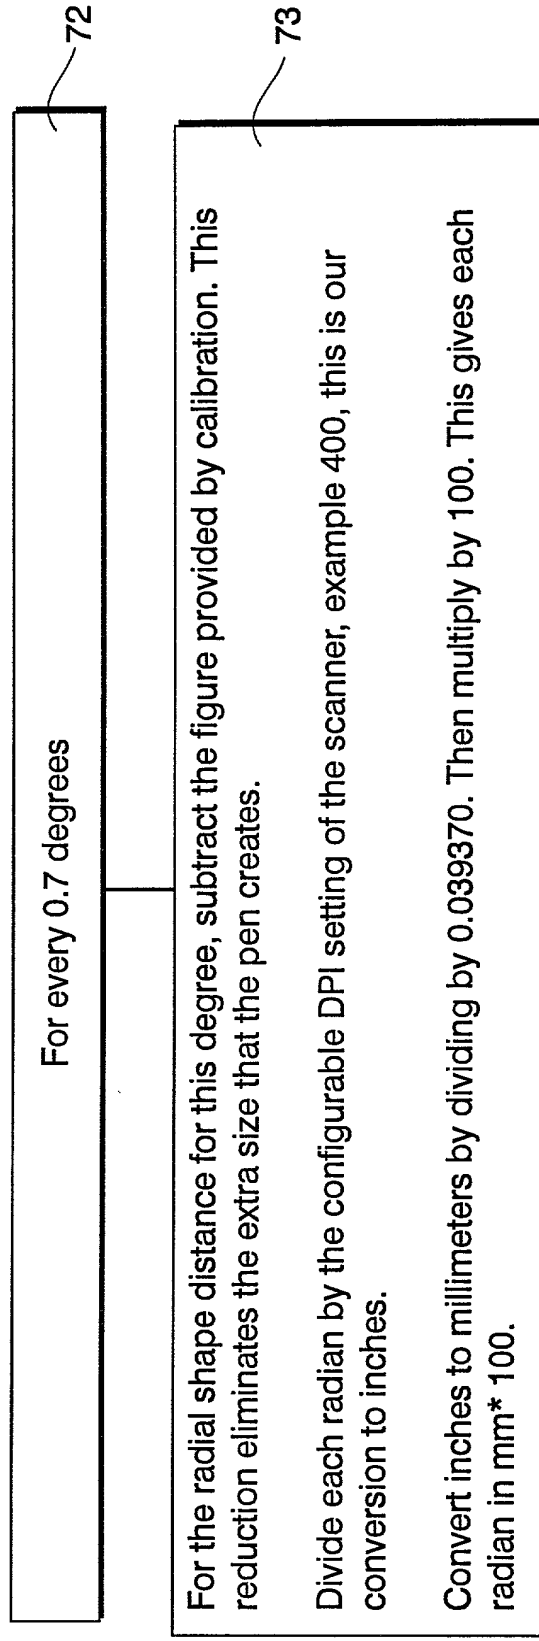 72
For every 0.7 degrees
73
For the radial shape distance for this degree, subtract the figure provided by calibration. This
reduction eliminates the extra size that the pen creates.
Divide each radian by the configurable DPI setting of the scanner, example 400, this is our
conversion to inches.
Convert inches to millimeters by dividing by 0.039370. Then multiply by 100. This gives each
radian in mm* 100.